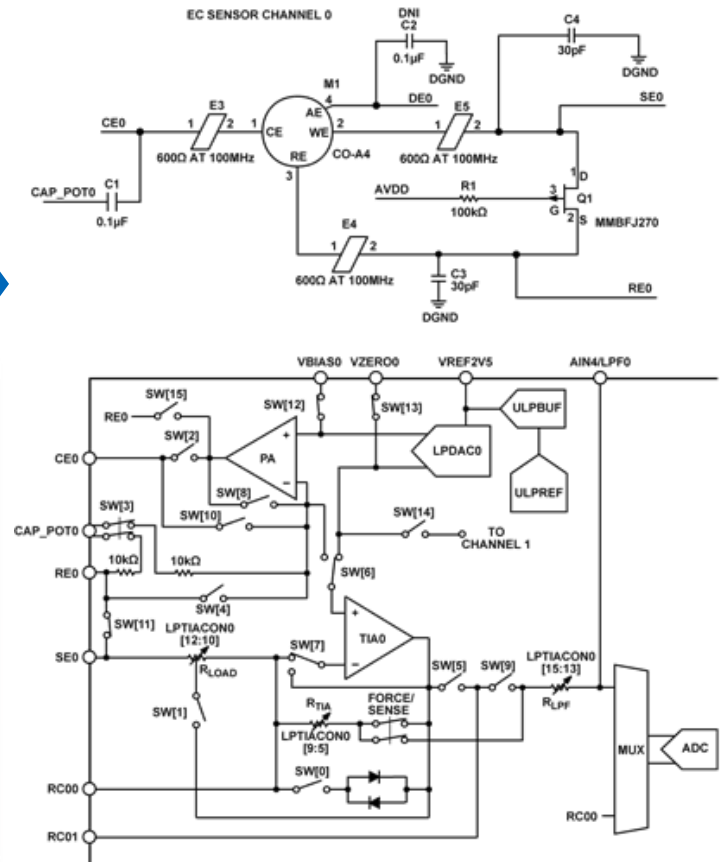 EC SENSOR CHANNEL 0
DNI
C2
0.1µF
DGND
C4
30pF
DGND
M1
4
AE
DE0
SE0
E3
1 2
600Ω AT 100MHz
CE0
1
CE
WE
2
RE
3
CO-A4
E5
1 2
600Ω AT 100MHz
CAP_POT0
C1
0.1µF
AVDD
R1
100kΩ
1 D
3
G
Q1
2 S
MMBFJ270
E4
1 2
600Ω AT 100MHz
C3
30pF
DGND
RE0
VBIAS0
VZERO0
VREF2V5
AIN4/LPF0
SW[15]
RE0
SW[12]
SW[13]
ULPBUF
SW[2]
CE0
+
PA
−
LPDAC0
ULPREF
SW[8]
SW[10]
SW[3]
CAP_POT0
SW[14]
TO
CHANNEL 1
10kΩ
10kΩ
RE0
SW[6]
SW[4]
SW[11]
LPTIACON0
[12:10]
+
TIA0
−
SE0
RLOAD
SW[7]
SW[5]
SW[9]
LPTIACON0
[15:13]
RLPF
SW[1]
RTIA
FORCE/
SENSE
LPTIACON0
[9:5]
MUX
ADC
SW[0]
RC00
RC00
RC01